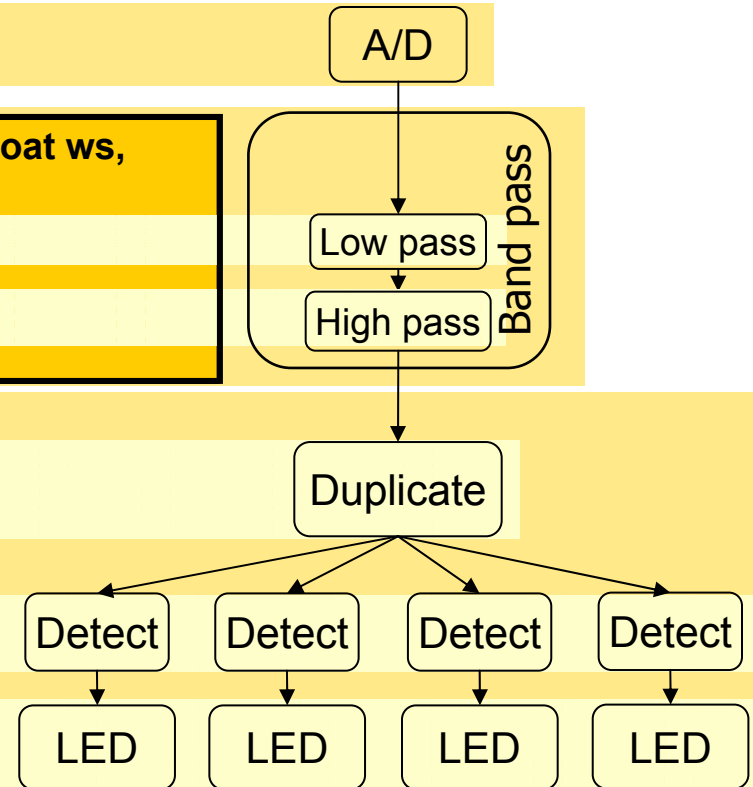 A/D
oat ws,
Low pass
High pass
Band pass
Duplicate
Detect Detect Detect Detect
LED LED LED LED